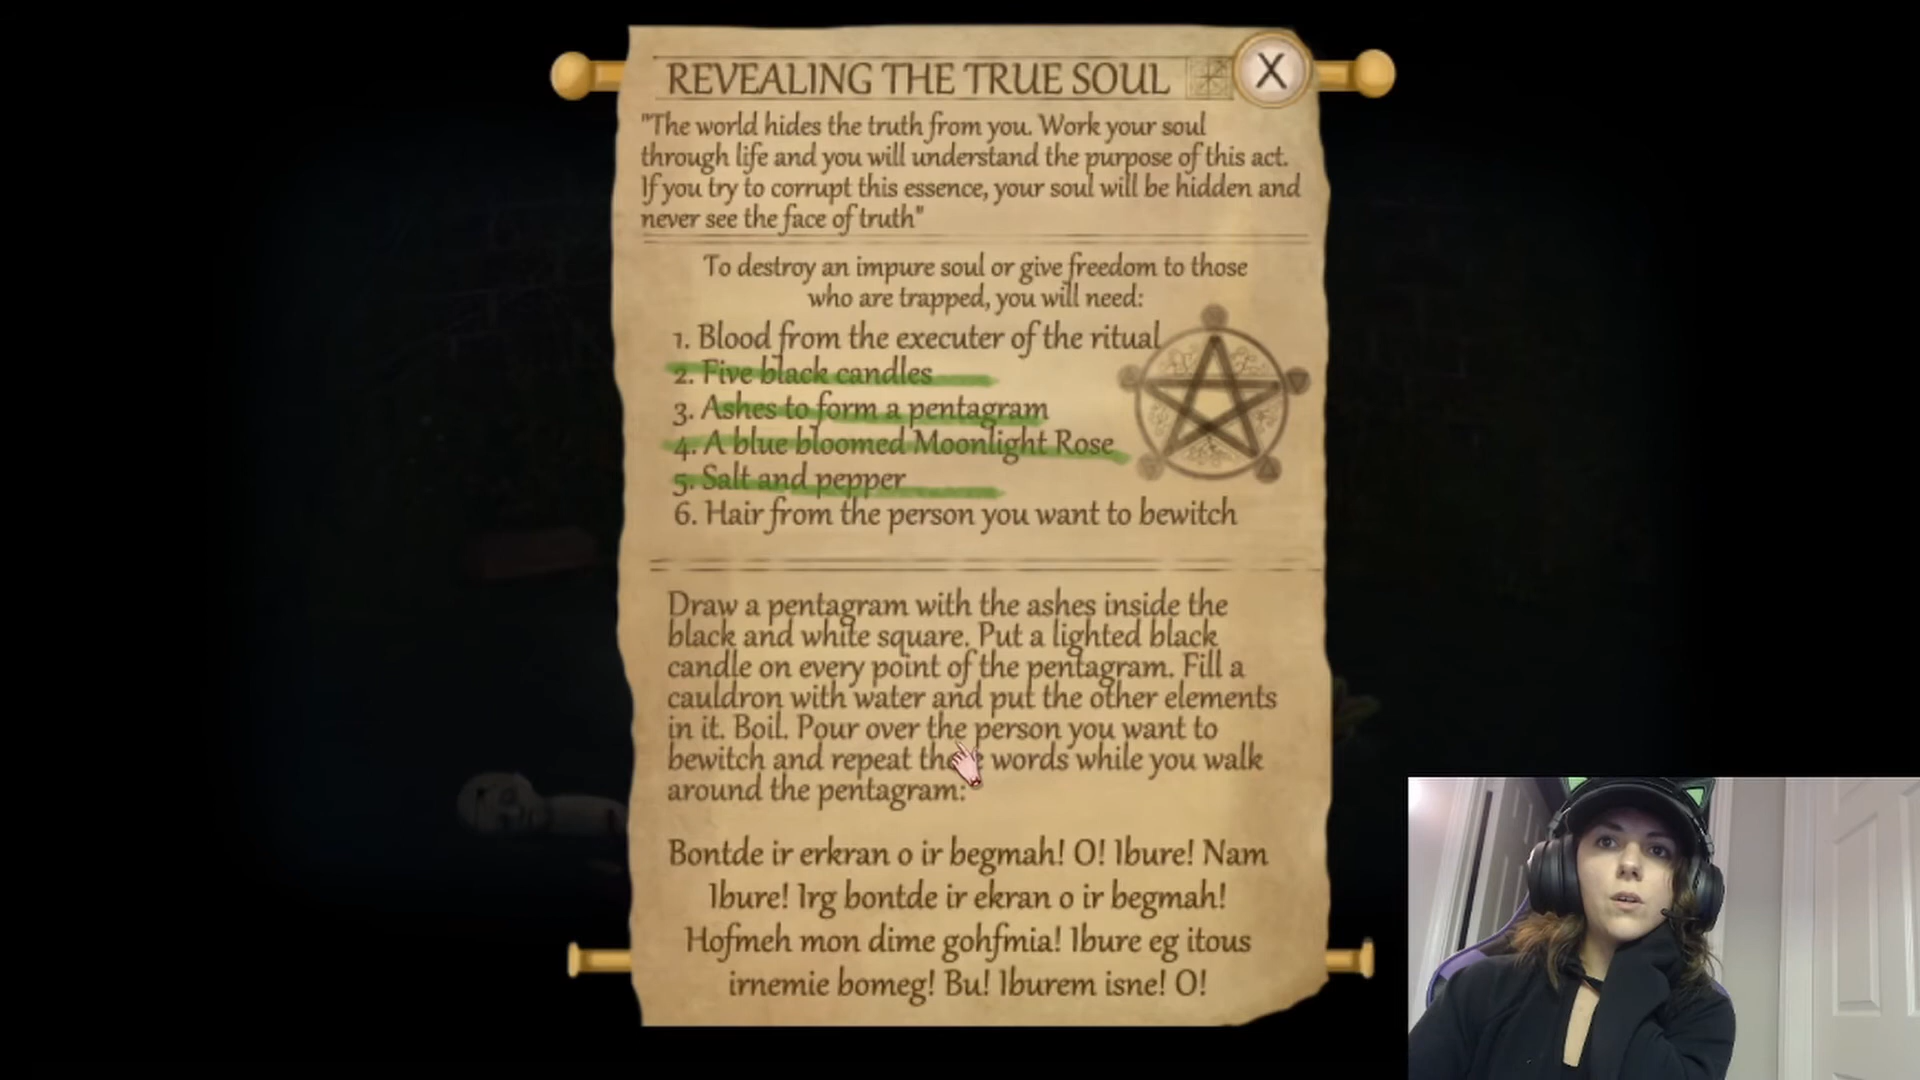 REVEALING THE TRUE SOUL
X
"The world hides the truth from you. Work your soul
through life and you will understand the purpose of this act.
If you try to corrupt this essence, your soul will be hidden and
never see the face of truth"
To destroy an impure soul or give freedom to those
who are trapped, you will need:
1. Blood from the executer of the ritual
2. Five black candles
3. Ashes to form a pentagram
4. A blue bloomed Moonlight Rose
5. Salt and pepper
6. Hair from the person you want to bewitch
Draw a pentagram with the ashes inside the
black and white square. Put a lighted black
candle on every point of the pentagram. Fill a
cauldron with water and put the other elements
in it. Boil. Pour over the person you want to
bewitch and repeat these words while you walk
around the pentagram:
Bontde ir erkran o ir begmah! O! Ibure! Nam
Ibure! Irg bontde ir ekran o ir begmah!
Hofmeh mon dime gohfmia! Ibure eg itous
irnemie bomeg! Bu! Iburem isne! O!